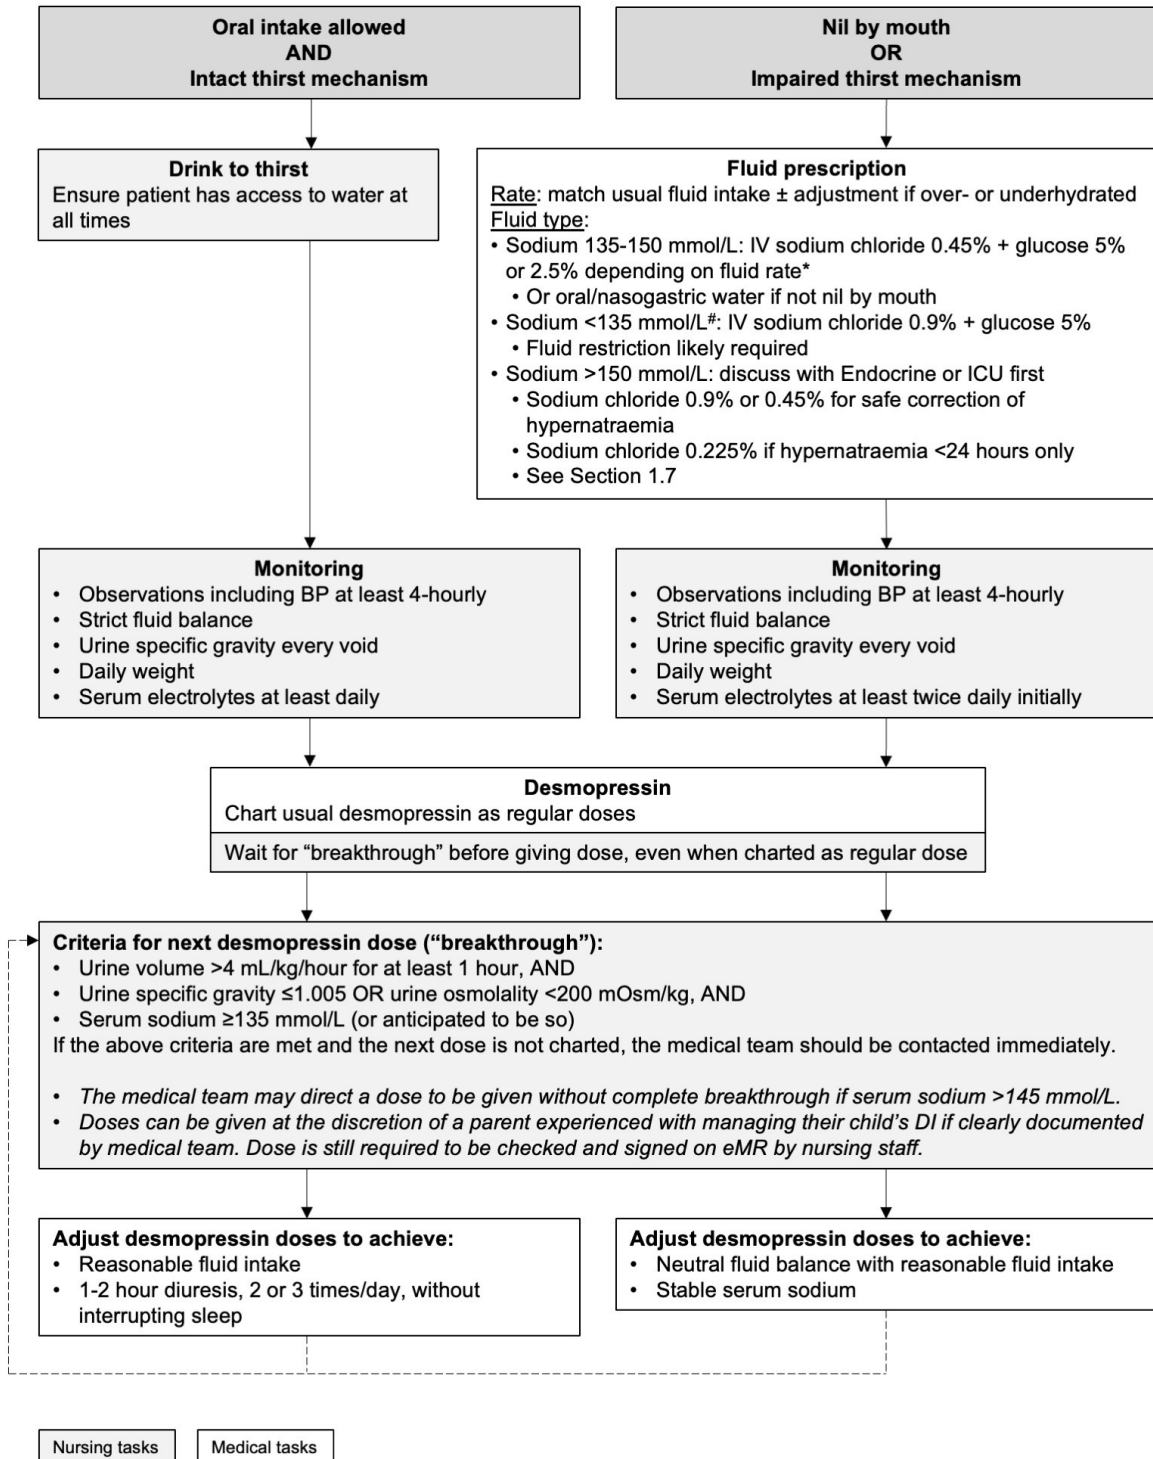 Oral intake allowed
AND
Intact thirst mechanism
Nil by mouth
OR
Impaired thirst mechanism
Drink to thirst
Ensure patient has access to water at
all times
Fluid prescription
Rate: match usual fluid intake ± adjustment if over- or underhydrated
Fluid type:
• Sodium 135-150 mmol/L: IV sodium chloride 0.45% + glucose 5%
or 2.5% depending on fluid rate*
• Or oral/nasogastric water if not nil by mouth
• Sodium <135 mmol/L#: IV sodium chloride 0.9% + glucose 5%
• Fluid restriction likely required
• Sodium >150 mmol/L: discuss with Endocrine or ICU first
• Sodium chloride 0.9% or 0.45% for safe correction of
hypernatraemia
• Sodium chloride 0.225% if hypernatraemia <24 hours only
• See Section 1.7
Monitoring
• Observations including BP at least 4-hourly
• Strict fluid balance
• Urine specific gravity every void
• Daily weight
• Serum electrolytes at least daily
Monitoring
• Observations including BP at least 4-hourly
• Strict fluid balance
• Urine specific gravity every void
• Daily weight
• Serum electrolytes at least twice daily initially
Desmopressin
Chart usual desmopressin as regular doses
Wait for “breakthrough” before giving dose, even when charted as regular dose
Criteria for next desmopressin dose (“breakthrough”):
• Urine volume >4 mL/kg/hour for at least 1 hour, AND
• Urine specific gravity ≤1.005 OR urine osmolality <200 mOsm/kg, AND
• Serum sodium ≥135 mmol/L (or anticipated to be so)
If the above criteria are met and the next dose is not charted, the medical team should be contacted immediately.
• The medical team may direct a dose to be given without complete breakthrough if serum sodium >145 mmol/L.
• Doses can be given at the discretion of a parent experienced with managing their child’s DI if clearly documented
by medical team. Dose is still required to be checked and signed on eMR by nursing staff.
Adjust desmopressin doses to achieve:
• Reasonable fluid intake
• 1-2 hour diuresis, 2 or 3 times/day, without
interrupting sleep
Adjust desmopressin doses to achieve:
• Neutral fluid balance with reasonable fluid intake
• Stable serum sodium
Nursing tasks
Medical tasks